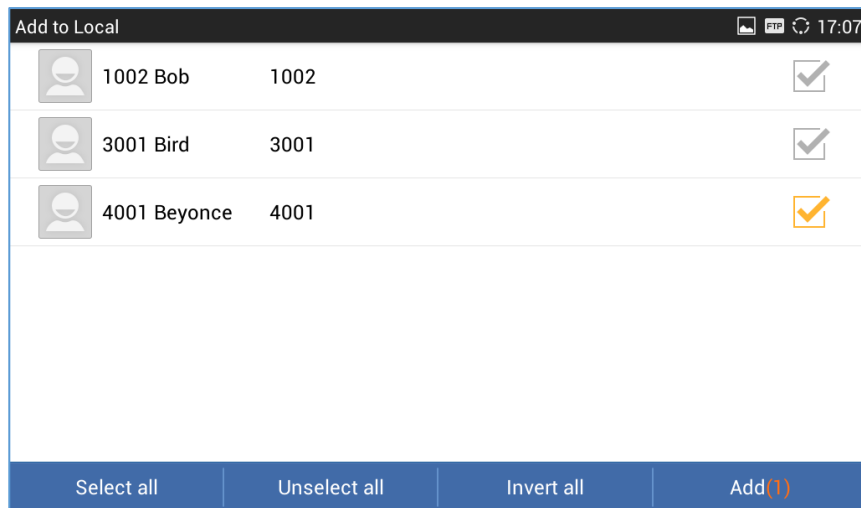 Add to Local FTP 17:07
1002 Bob 1002
3001 Bird 3001
4001 Beyonce 4001
Select all Unselect all Invert all Add(1)